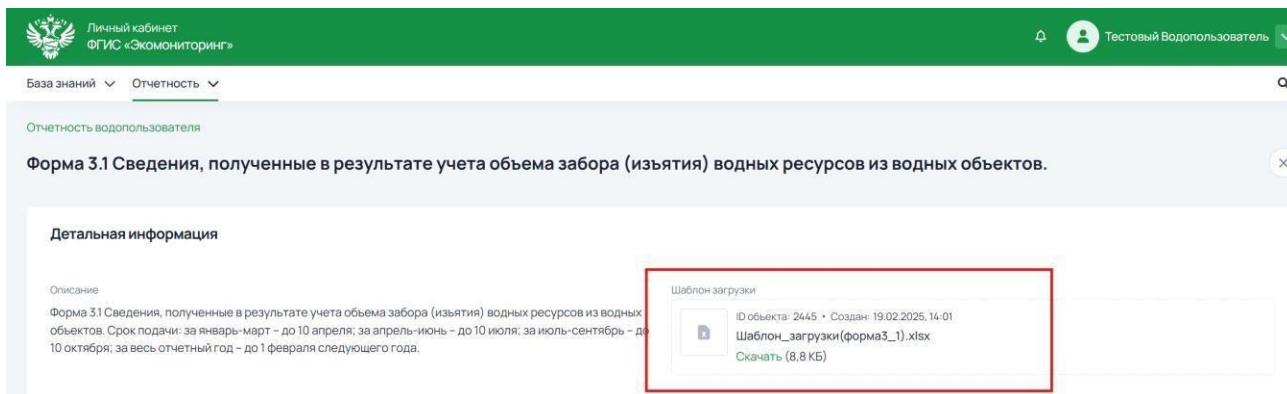 Личный кабинет
ФГИС «Экомониторинг»
Тестовый Водопользователь
База знаний
Отчетность
Отчетность водопользователя
Форма 3.1 Сведения, полученные в результате учета объема забора (изъятия) водных ресурсов из водных объектов.
Детальная информация
Описание
Форма 3.1 Сведения, полученные в результате учета объема забора (изъятия) водных ресурсов из водных
объектов. Срок подачи: за январь-март – до 10 апреля; за апрель-июнь – до 10 июля; за июль-сентябрь – до
10 октября; за весь отчетный год – до 1 февраля следующего года.
Шаблон загрузки
ID объекта: 2445 • Создан: 19.02.2025, 14:01
Шаблон_загрузки(форма3_1).xlsx
Скачать (8,8 КБ)